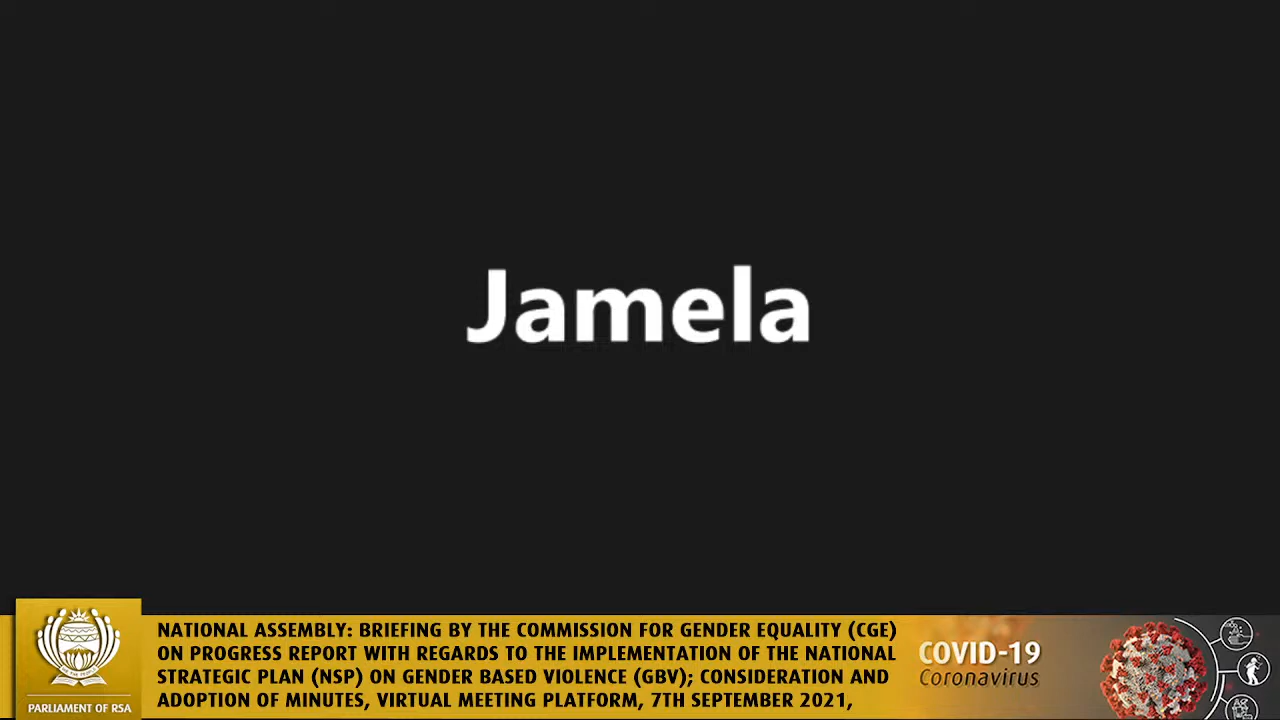 Jamela
NATIONAL ASSEMBLY: BRIEFING BY THE COMMISSION FOR GENDER EQUALITY (CGE)
ON PROGRESS REPORT WITH REGARDS TO THE IMPLEMENTATION OF THE NATIONAL
STRATEGIC PLAN (NSP) ON GENDER BASED VIOLENCE (GBV); CONSIDERATION AND
ADOPTION OF MINUTES, VIRTUAL MEETING PLATFORM, 7TH SEPTEMBER 2021,
PARLIAMENT OF RSA
COVID-19
Coronavirus